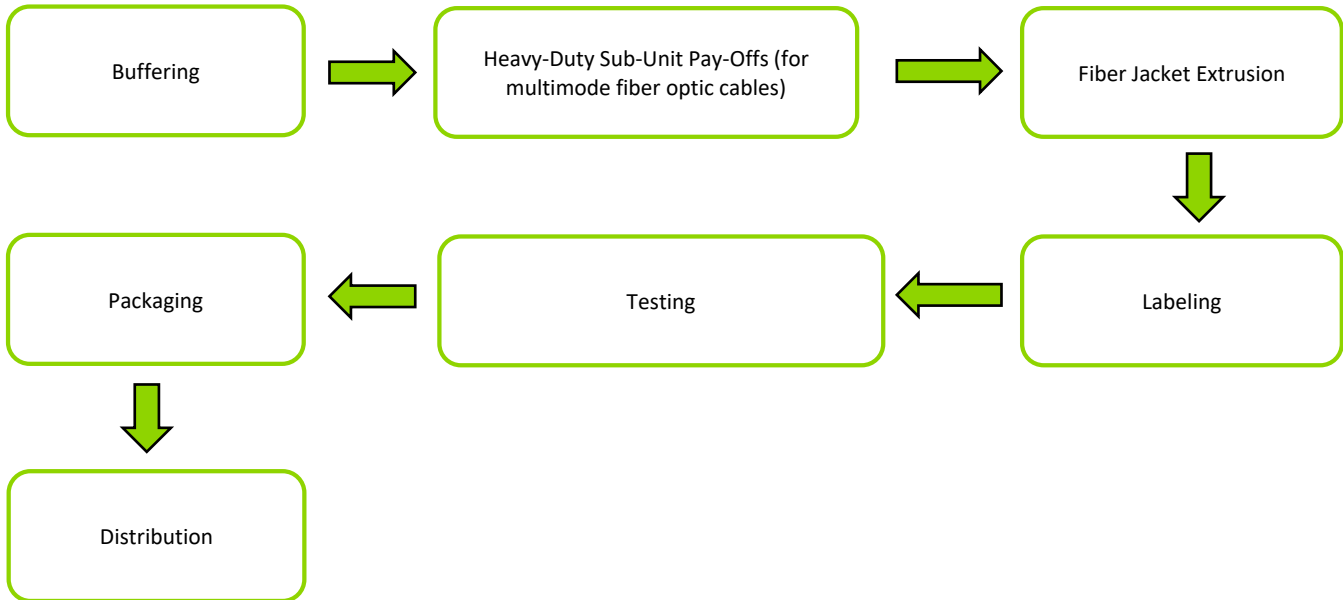 Buffering
Heavy-Duty Sub-Unit Pay-Offs (for
multimode fiber optic cables)
Fiber Jacket Extrusion
Labeling
Testing
Packaging
Distribution